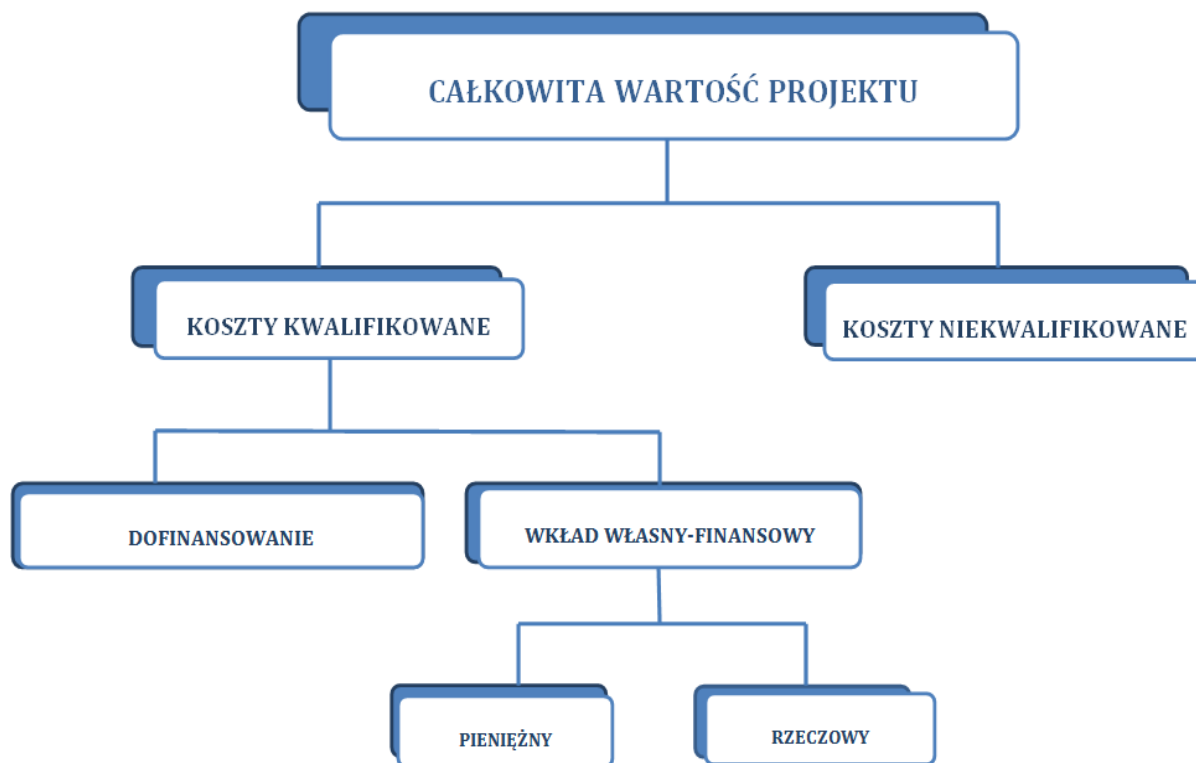 CAŁKOWITA WARTOŚĆ PROJEKTU
KOSZTY KWALIFIKOWANE
KOSZTY NIEKWALIFIKOWANE
DOFINANSOWANIE
WKŁAD WŁASNY-FINANSOWY
PIENIĘŻNY
RZECZOWY